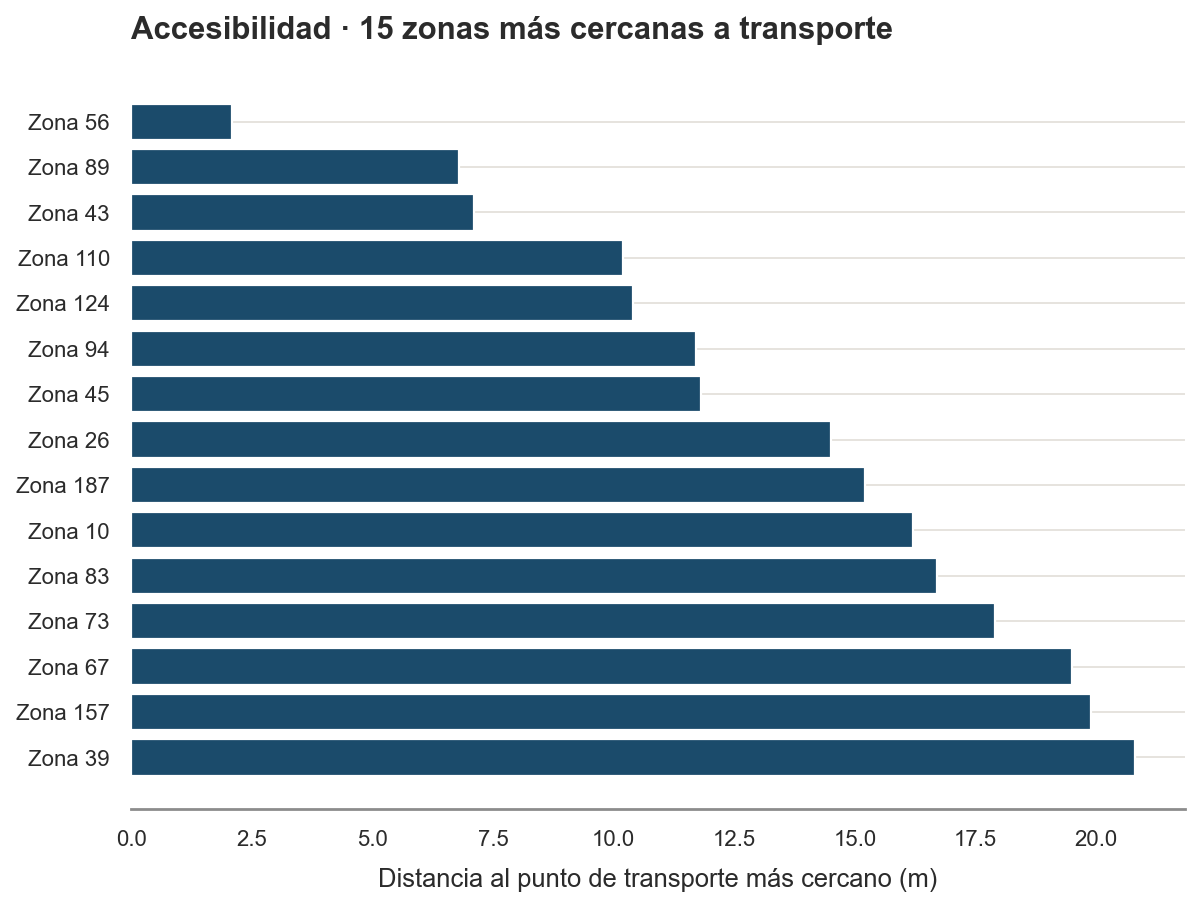 Accesibilidad · 15 zonas más cercanas a transporte
Zona 56
Zona 89
Zona 43
Zona 110
Zona 124
Zona 94
Zona 45
Zona 26
Zona 187
Zona 10
Zona 83
Zona 73
Zona 67
Zona 157
Zona 39
0.0 2.5 5.0 7.5 10.0 12.5 15.0 17.5 20.0
Distancia al punto de transporte más cercano (m)